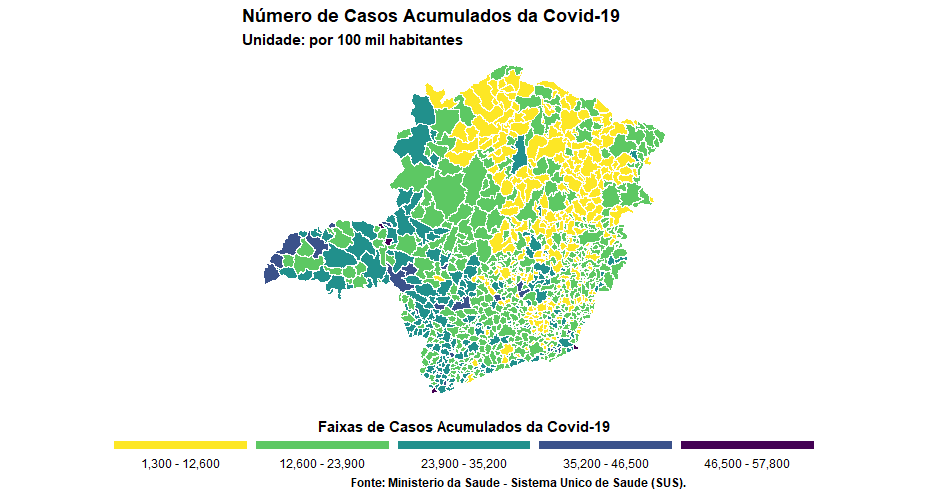 Número de Casos Acumulados da Covid-19
Unidade: por 100 mil habitantes
Faixas de Casos Acumulados da Covid-19
1,300 - 12,600 12,600 - 23,900 23,900 - 35,200 35,200 - 46,500 46,500 - 57,800
Fonte: Ministerio da Saude - Sistema Unico de Saude (SUS).